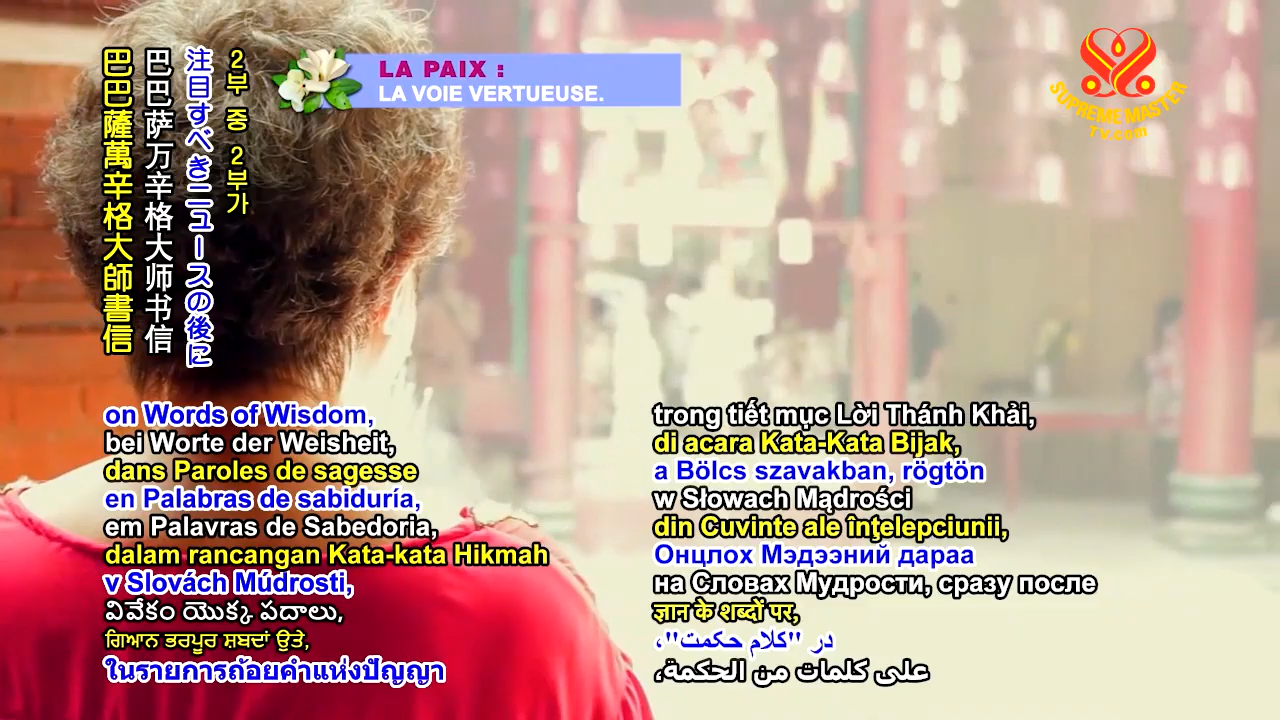 巴巴薩萬辛格大師書信
巴巴萨万辛格大师书信
注目すべきニュースの後に
2부 중 2부가
LA PAIX :
LA VOIE VERTUEUSE.
SUPREME MASTER
TV.com
on Words of Wisdom,
bei Worte der Weisheit,
dans Paroles de sagesse
en Palabras de sabiduría,
em Palavras de Sabedoria,
dalam rancangan Kata-kata Hikmah
v Slovách Múdrosti,
వివేకం యొక్క పదాలు,
ਗਿਆਨ ਭਰਪੂਰ ਸ਼ਬਦਾਂ ਉਤੇ,
ในรายการถ้อยคำแห่งปัญญา
trong tiết mục Lời Thánh Khải,
di acara Kata-Kata Bijak,
a Bölcs szavakban, rögtön
w Słowach Mądrości
din Cuvinte ale înţelepciunii,
Онцлох Мэдээний дараа
на Словах Мудрости, сразу после
ज्ञान के शब्दों पर,
در "كلام حكمت"،
على كلمات من الحكمة،